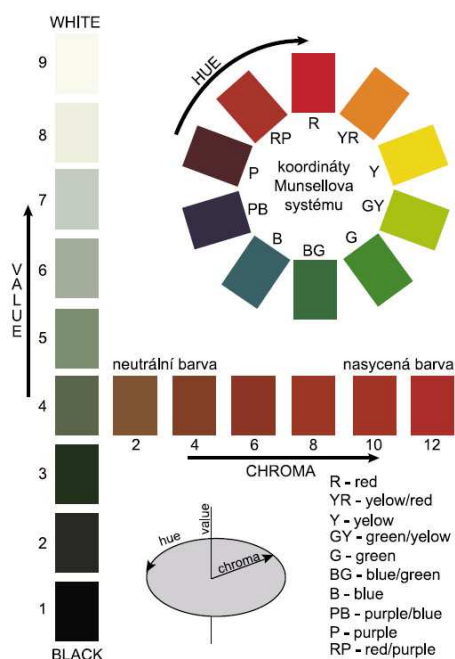 WHITE
9
8
7
6
5
4
3
2
1
BLACK
VALUE
HUE
R
YR
Y
GY
G
BG
B
PB
P
RP
koordináty
Munsellova
systému
neutrální barva
nasycená barva
2 4 6 8 10 12
CHROMA
value
hue
chroma
R - red
YR - yelow/red
Y - yelow
GY - green/yelow
G - green
BG - blue/green
B - blue
PB - purple/blue
P - purple
RP - red/purple